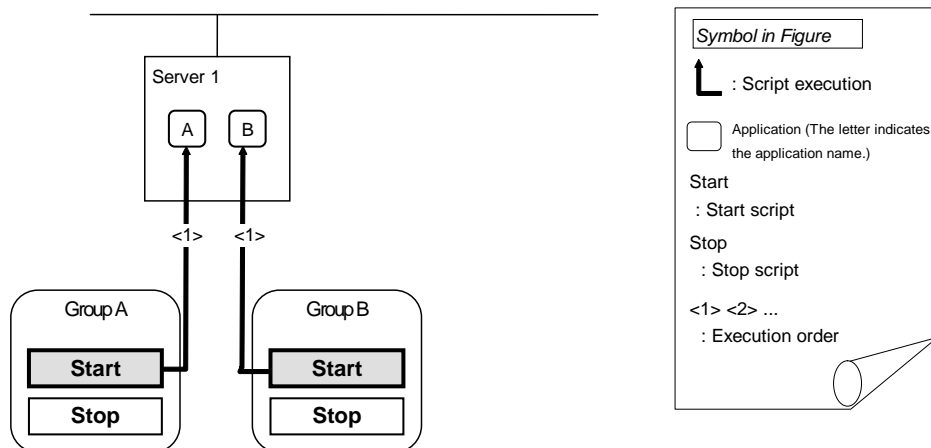 Server 1
A
B
<1>
<1>
Group A
Group B
Start
Start
Stop
Stop
Symbol in Figure
: Script execution
Application (The letter indicates
the application name.)
Start
: Start script
Stop
: Stop script
<1> <2> ...
: Execution order